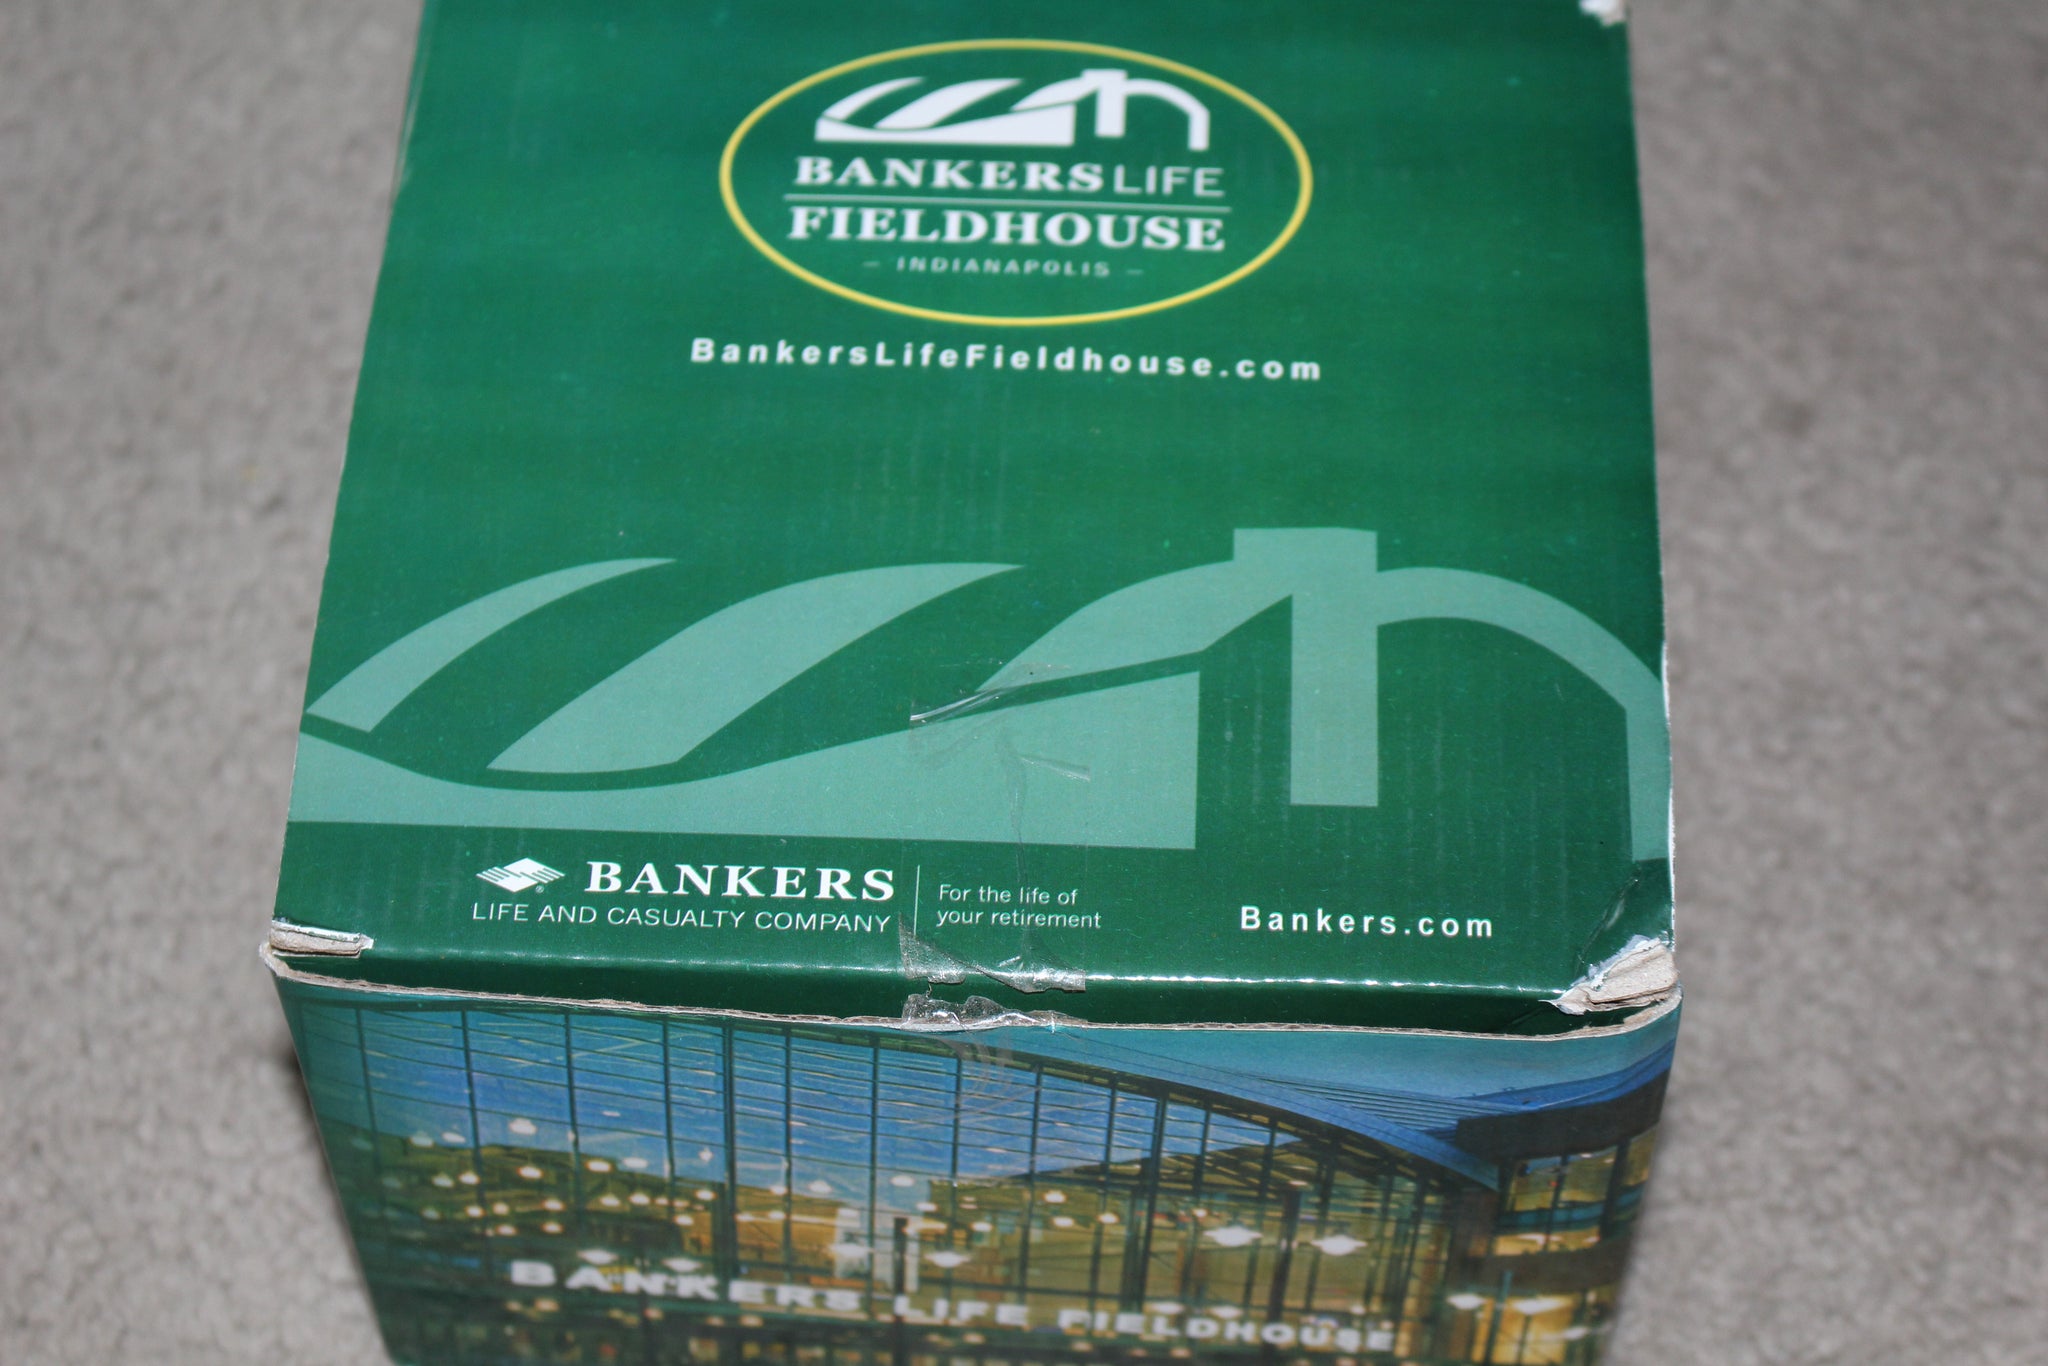 BANKERS LIFE
FIELDHOUSE
- INDIANAPOLIS -
BankersLifeFieldhouse.com
BANKERS
LIFE AND CASUALTY COMPANY
For the life of
your retirement
Bankers.com
BANKERS LIFE FIELDHOUSE